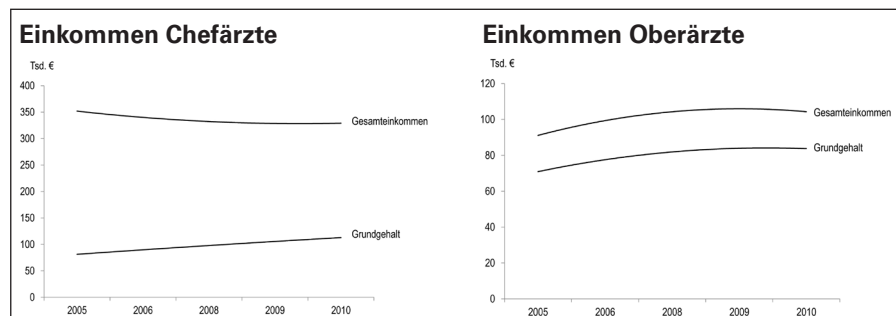 Einkommen Chefärzte
Tsd. €
400
350
300
250
200
150
100
50
0
Gesamteinkommen
Grundgehalt
2005 2006 2008 2009 2010
Einkommen Oberärzte
Tsd. €
120
100
80
60
40
20
0
Gesamteinkommen
Grundgehalt
2005 2006 2008 2009 2010